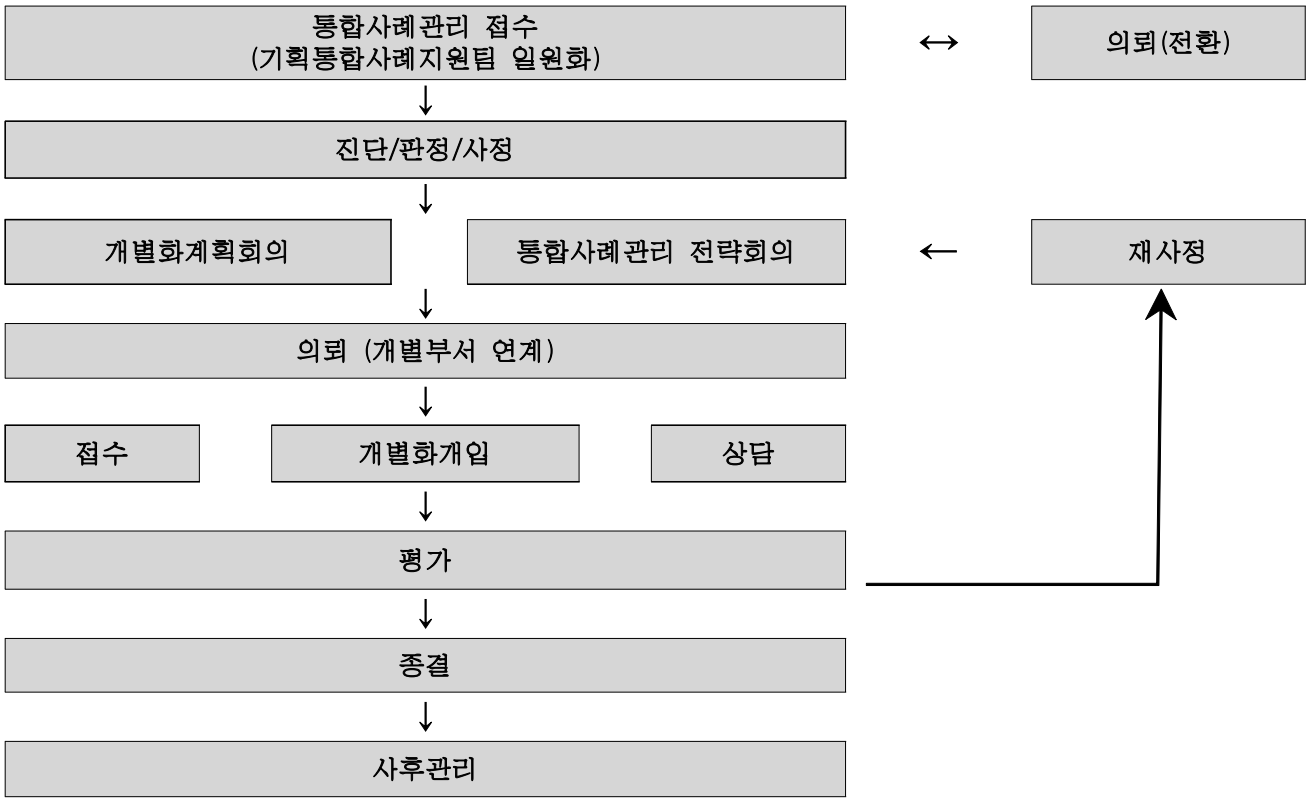 통합사례관리 접수
(기획통합사례지원팀 일원화)
↔
의뢰(전환)
↓
진단/판정/사정
↓
개별화계획회의
통합사례관리 전략회의
←
재사정
↓
의뢰 (개별부서 연계)
↓
접수
개별화개입
상담
↓
평가
↓
종결
↓
사후관리